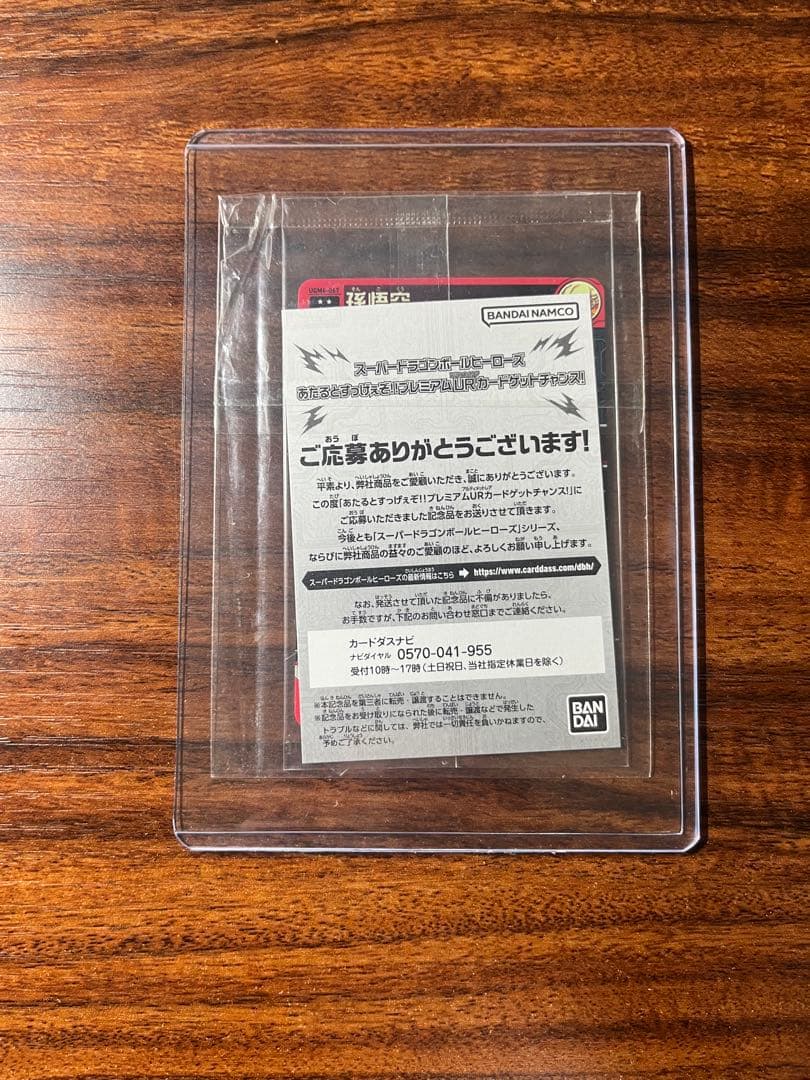 UGM4-067
孫悟空
BANDAI NAMCO
スーパードラゴンボールヒーローズ
あたるとすっげぇぞ!!プレミアムURカードゲットチャンス!
ご応募ありがとうございます!
平素より、弊社商品をご愛顧いただき、誠にありがとうございます。
この度「あたるとすっげぇぞ!!プレミアムURカードゲットチャンス!」に
ご応募いただきました記念品をお送りさせて頂きます。
今後とも「スーパードラゴンボールヒーローズ」シリーズ、
ならびに弊社商品の益々のご愛顧のほど、よろしくお願い申し上げます。
スーパードラゴンボールヒーローズの最新情報はこちら ➡ https://www.carddass.com/dbh/
なお、発送させて頂いた記念品に不備がありましたら、
お手数ですが、下記のお問い合わせ窓口までご連絡ください。
カードダスナビ
ナビダイヤル 0570-041-955
受付10時~17時(土日祝日、当社指定休業日を除く)
※本記念品を第三者に転売・譲渡することはできません。
※記念品をお受け取りになられた後に転売・譲渡などで発生した
トラブルなどに関しては、弊社では一切責任を負いかねますので、
予めご了承ください。
BAN
DAI